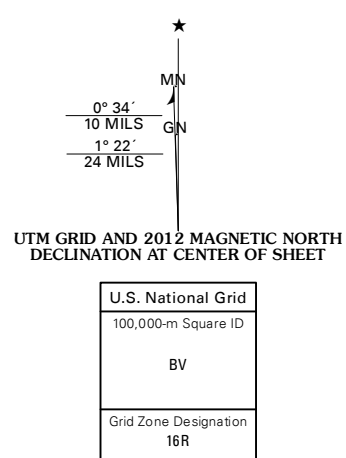 ★
MN
0° 34´
10 MILS
GN
1° 22´
24 MILS
UTM GRID AND 2012 MAGNETIC NORTH
DECLINATION AT CENTER OF SHEET
U.S. National Grid
100,000-m Square ID
BV
Grid Zone Designation
16R